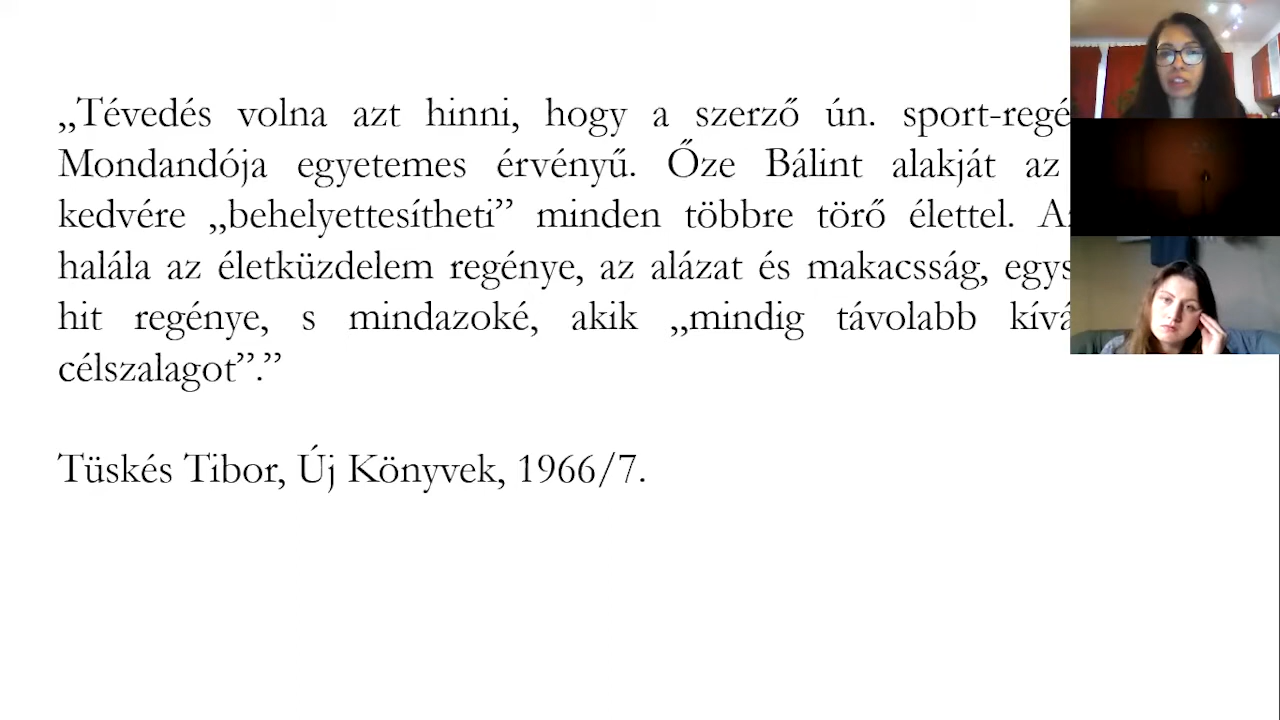 „Tévedés volna azt hinni, hogy a szerző ún.
Mondandója egyetemes érvényű. Őze Bálint alakját az
kedvére „behelyettesítheti” minden többre törő élettel.
halála az életküzdelem regénye, az alázat és makacsság,
hit regénye, s mindazoké, akik „mindig távolabb
célszalagot”.”
Tüskés Tibor, Új Könyvek, 1966/7.